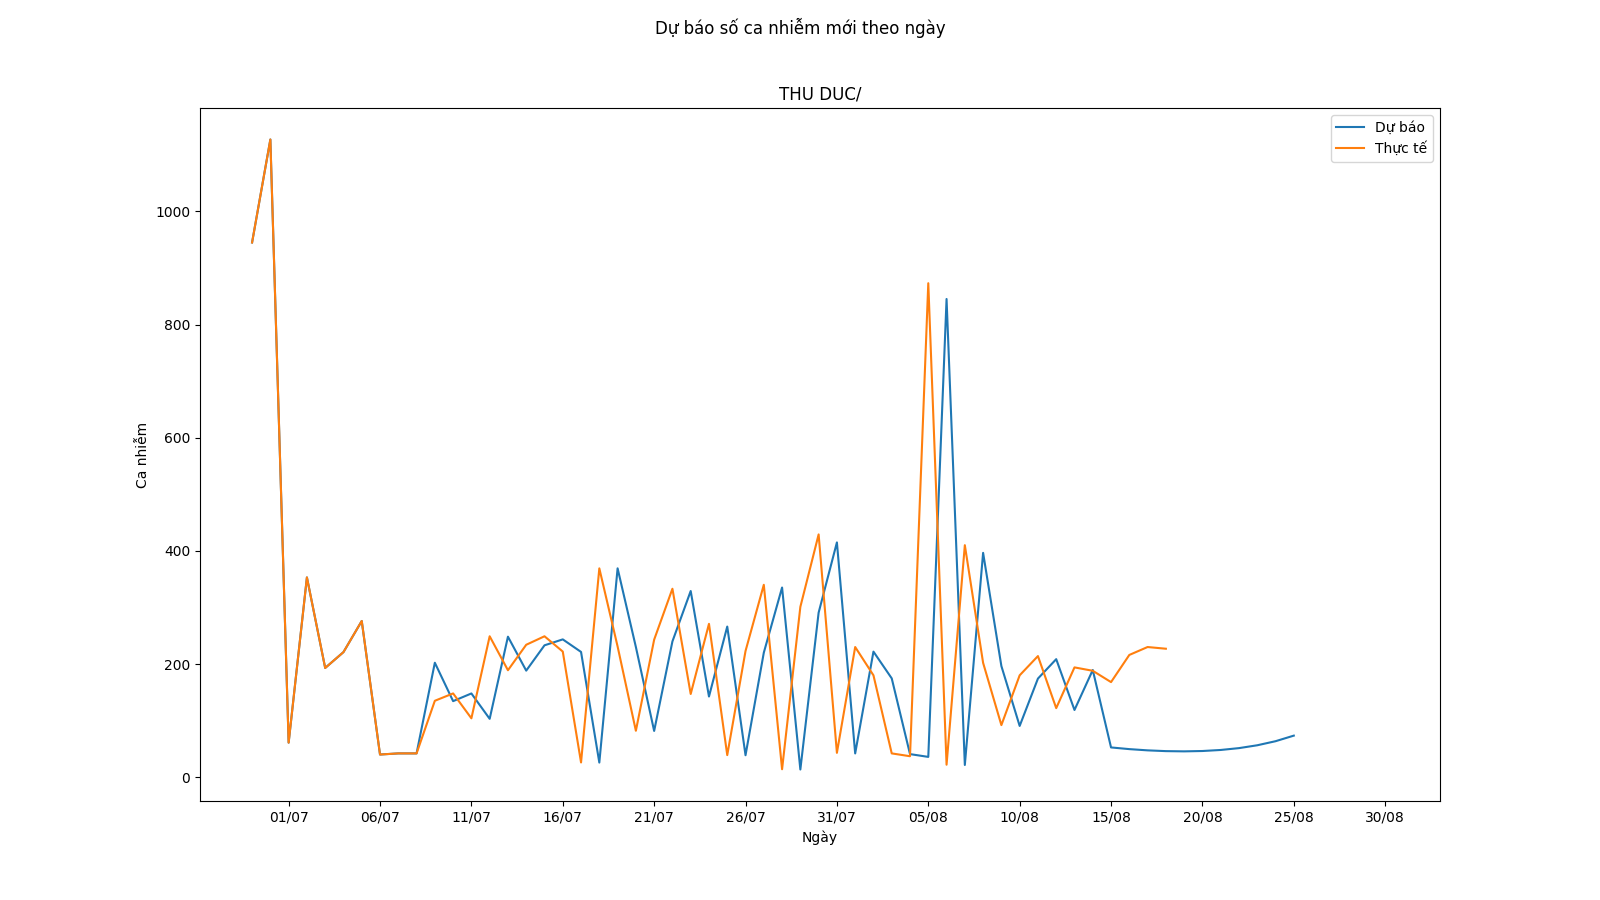 Dự báo số ca nhiễm mới theo ngày
THU DUC/
Dự báo
Thực tế
1000
800
600
400
200
0
Ca nhiễm
01/07 06/07 11/07 16/07 21/07 26/07 31/07 05/08 10/08 15/08 20/08 25/08 30/08
Ngày